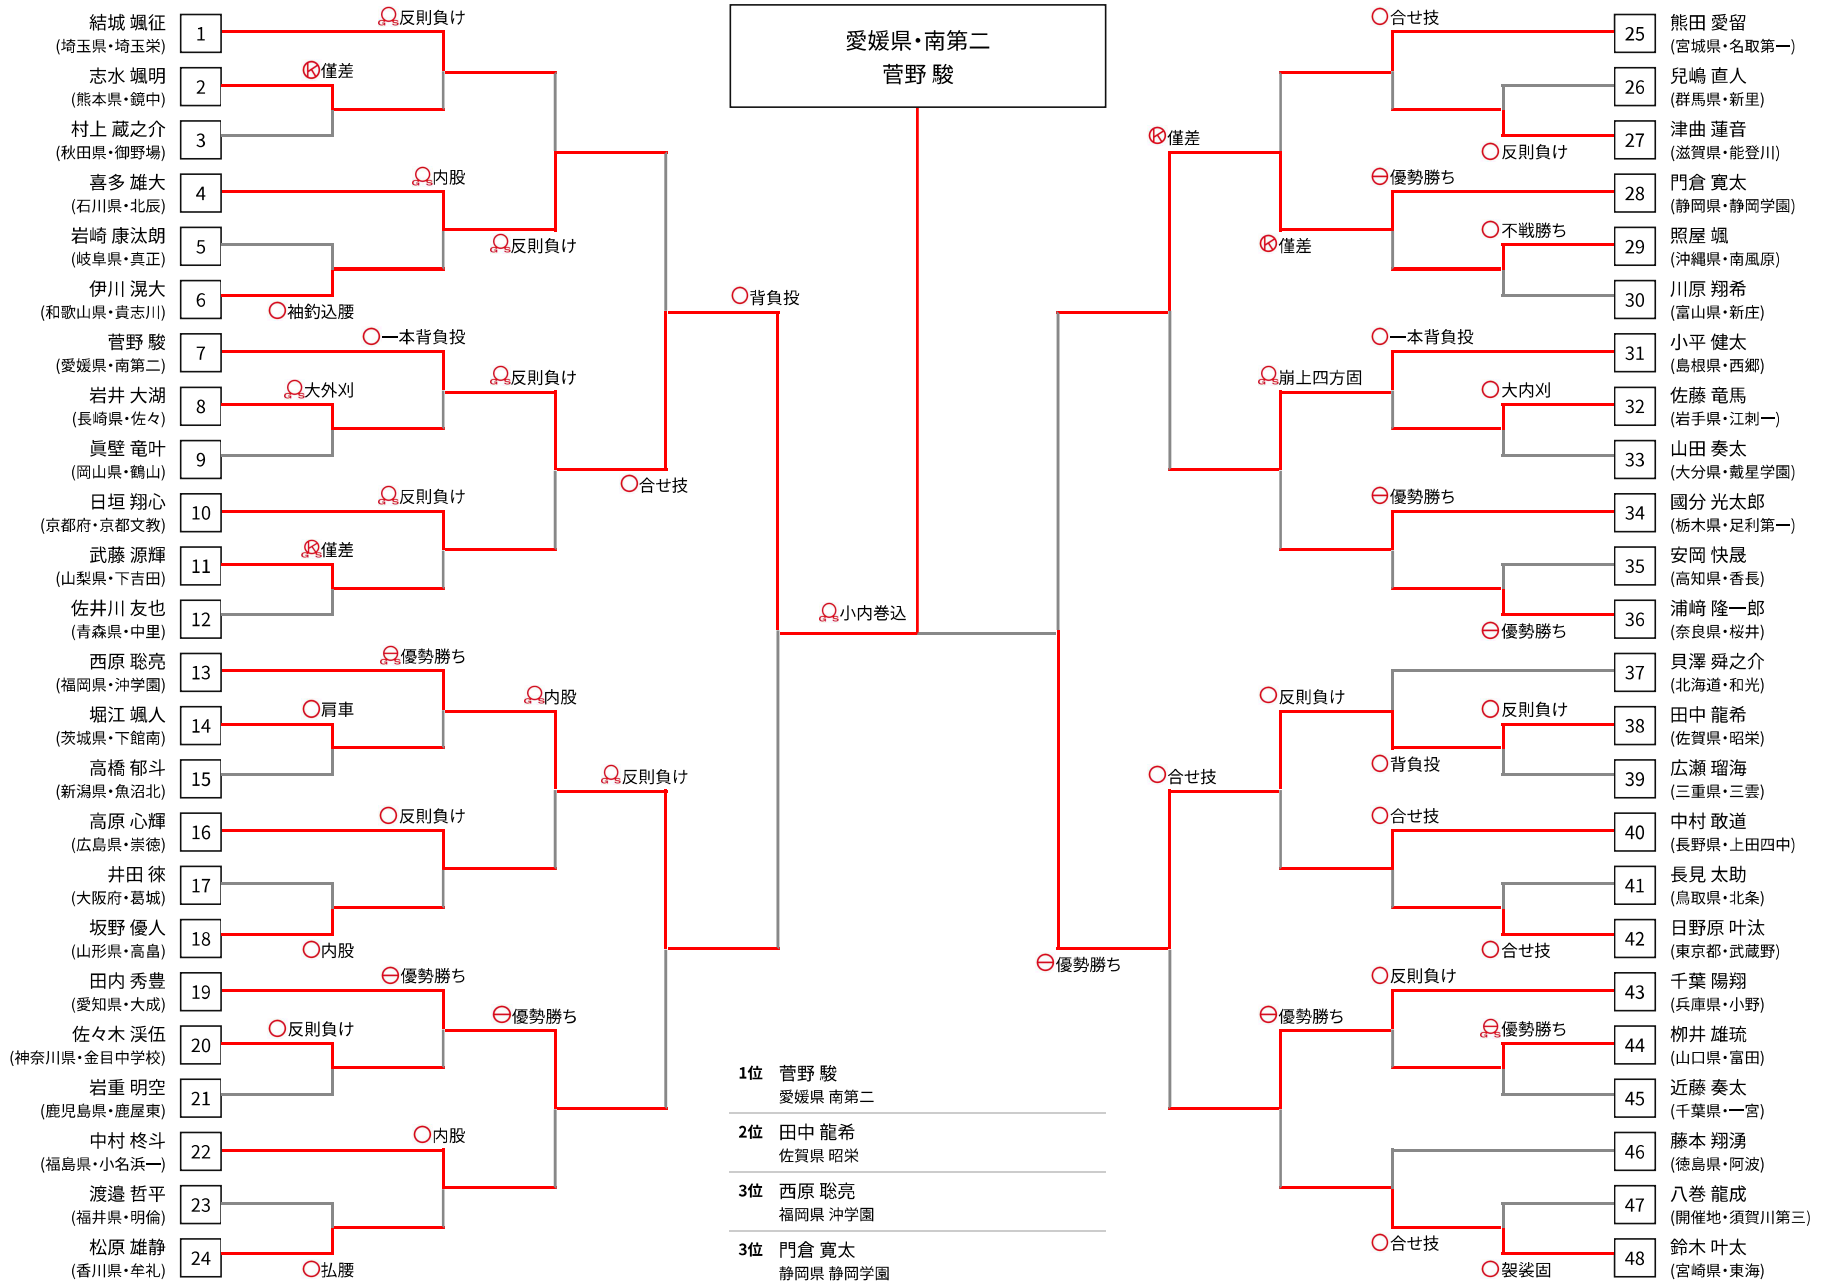 愛媛県・南第二
菅野 駿
1
結城 颯征
(埼玉県・埼玉栄)
2
志水 颯明
(熊本県・鏡中)
3
村上 蔵之介
(秋田県・御野場)
4
喜多 雄大
(石川県・北辰)
5
岩崎 康汰朗
(岐阜県・真正)
6
伊川 滉大
(和歌山県・貴志川)
7
菅野 駿
(愛媛県・南第二)
8
岩井 大湖
(長崎県・佐々)
9
眞壁 竜叶
(岡山県・鶴山)
10
日垣 翔心
(京都府・京都文教)
11
武藤 源輝
(山梨県・下吉田)
12
佐井川 友也
(青森県・中里)
13
西原 聡亮
(福岡県・沖学園)
14
堀江 颯人
(茨城県・下館南)
15
高橋 郁斗
(新潟県・魚沼北)
16
高原 心輝
(広島県・崇徳)
17
井田 徠
(大阪府・葛城)
18
坂野 優人
(山形県・高畠)
19
田内 秀豊
(愛知県・大成)
20
佐々木 渓伍
(神奈川県・金目中学校)
21
岩重 明空
(鹿児島県・鹿屋東)
22
中村 柊斗
(福島県・小名浜一)
23
渡邉 哲平
(福井県・明倫)
24
松原 雄静
(香川県・牟礼)
GS反則負け
K僅差
GS内股
GS反則負け
袖釣込腰
背負投
一本背負投
GS反則負け
GS大外刈
合せ技
GS反則負け
GS僅差
GS小内巻込
GS優勢勝ち
GS内股
肩車
GS反則負け
反則負け
内股
優勢勝ち
優勢勝ち
反則負け
内股
払腰
1位 菅野 駿
愛媛県 南第二
2位 田中 龍希
佐賀県 昭栄
3位 西原 聡亮
福岡県 沖学園
3位 門倉 寛太
静岡県 静岡学園
合せ技
K僅差
反則負け
優勢勝ち
不戦勝ち
K僅差
一本背負投
GS崩上四方固
大内刈
優勢勝ち
優勢勝ち
反則負け
反則負け
背負投
合せ技
合せ技
合せ技
優勢勝ち
反則負け
優勢勝ち
GS優勢勝ち
合せ技
袈裟固
25
熊田 愛留
(宮城県・名取第一)
26
兒嶋 直人
(群馬県・新里)
27
津曲 蓮音
(滋賀県・能登川)
28
門倉 寛太
(静岡県・静岡学園)
29
照屋 颯
(沖縄県・南風原)
30
川原 翔希
(富山県・新庄)
31
小平 健太
(島根県・西郷)
32
佐藤 竜馬
(岩手県・江刺一)
33
山田 奏太
(大分県・戴星学園)
34
國分 光太郎
(栃木県・足利第一)
35
安岡 快晟
(高知県・香長)
36
浦﨑 隆一郎
(奈良県・桜井)
37
貝澤 舜之介
(北海道・和光)
38
田中 龍希
(佐賀県・昭栄)
39
広瀬 瑠海
(三重県・三雲)
40
中村 敢道
(長野県・上田四中)
41
長見 太助
(鳥取県・北条)
42
日野原 叶汰
(東京都・武蔵野)
43
千葉 陽翔
(兵庫県・小野)
44
栁井 雄琉
(山口県・富田)
45
近藤 奏太
(千葉県・一宮)
46
藤本 翔湧
(徳島県・阿波)
47
八巻 龍成
(開催地・須賀川第三)
48
鈴木 叶太
(宮崎県・東海)